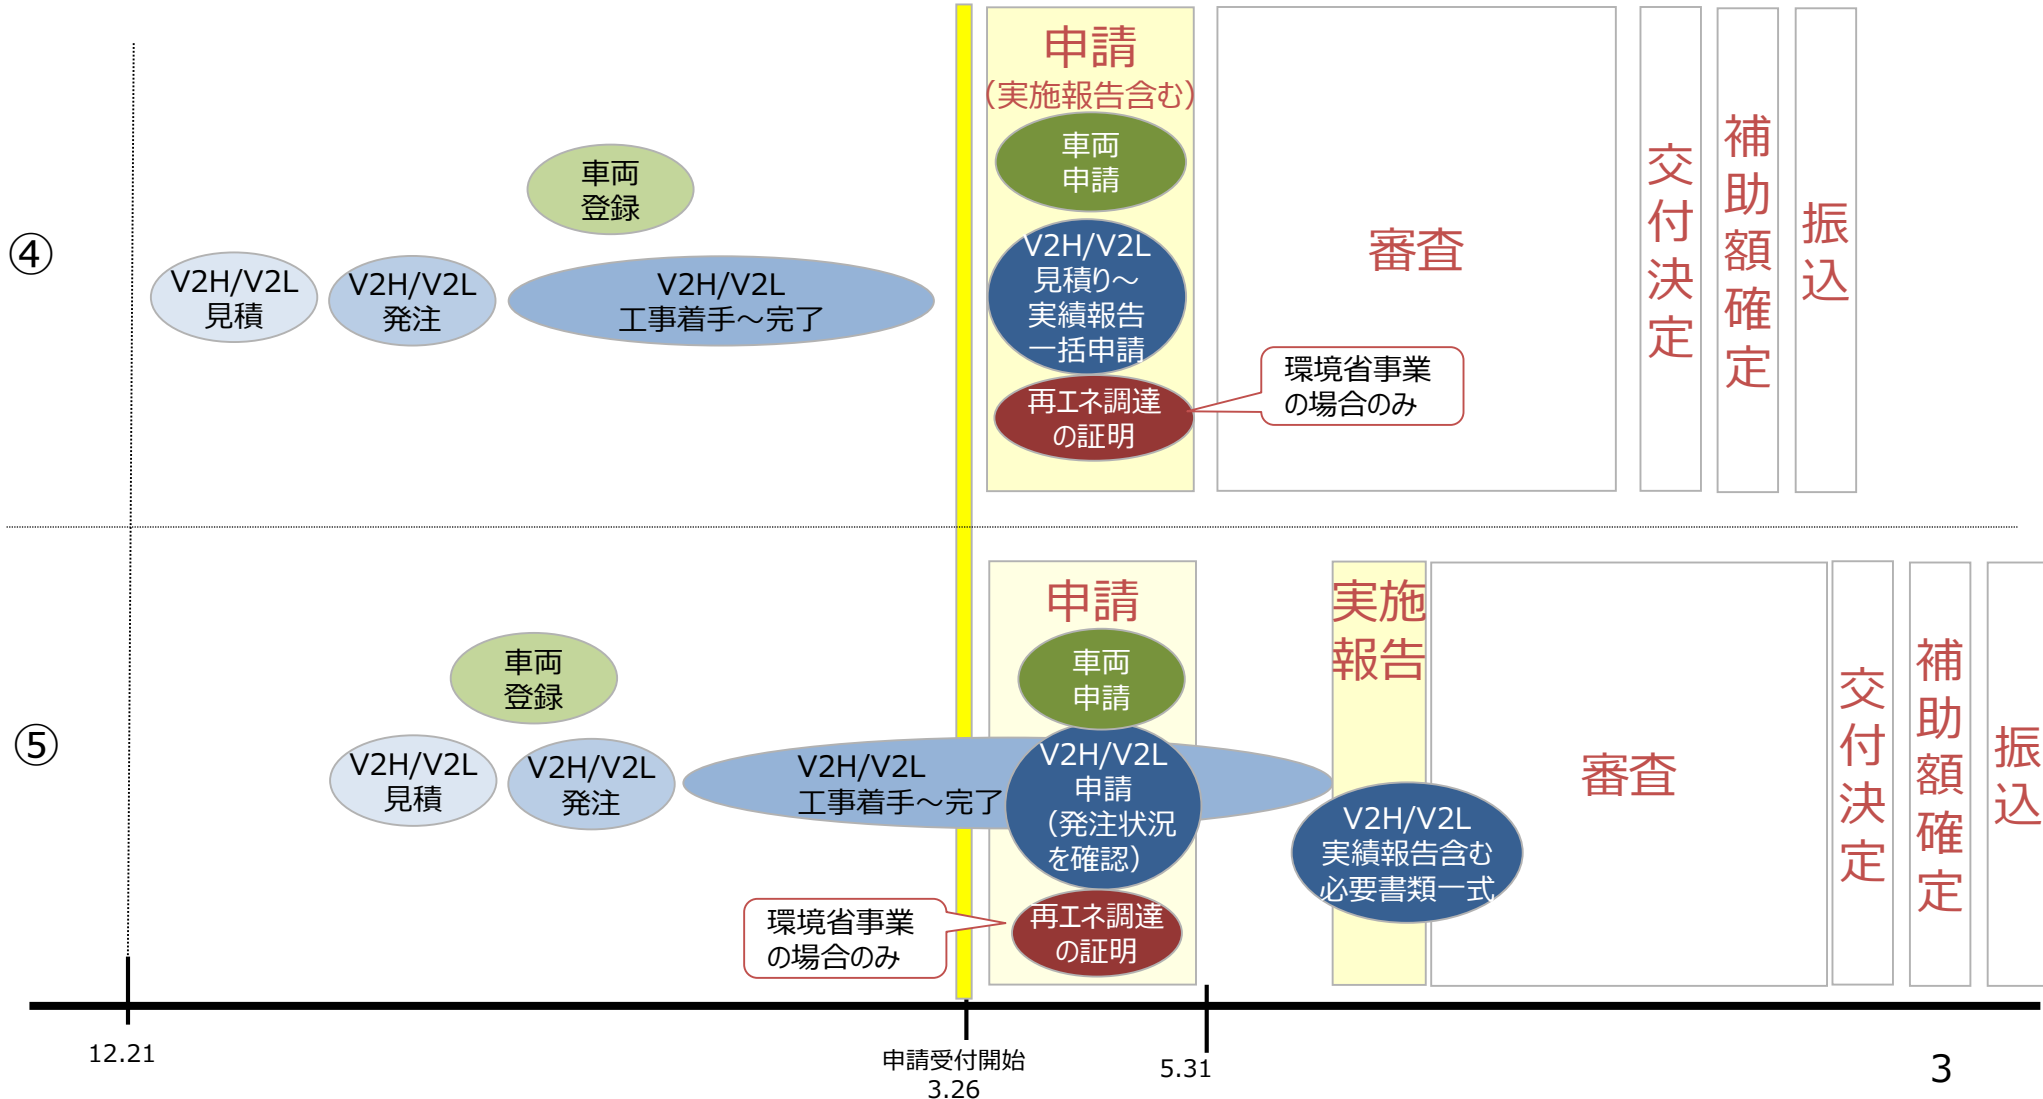 ④
V2H/V2L
見積
V2H/V2L
発注
車両
登録
V2H/V2L
工事着手～完了
申請
（実施報告含む）
車両
申請
V2H/V2L
見積り～
実績報告
一括申請
再エネ調達
の証明
環境省事業
の場合のみ
審査
交付決定
補助額確定
振込
⑤
V2H/V2L
見積
車両
登録
V2H/V2L
発注
V2H/V2L
工事着手～完了
環境省事業
の場合のみ
申請
車両
申請
V2H/V2L
申請
（発注状況
を確認）
再エネ調達
の証明
実施
報告
V2H/V2L
実績報告含む
必要書類一式
審査
交付決定
補助額確定
振込
12.21
申請受付開始
3.26
5.31
3